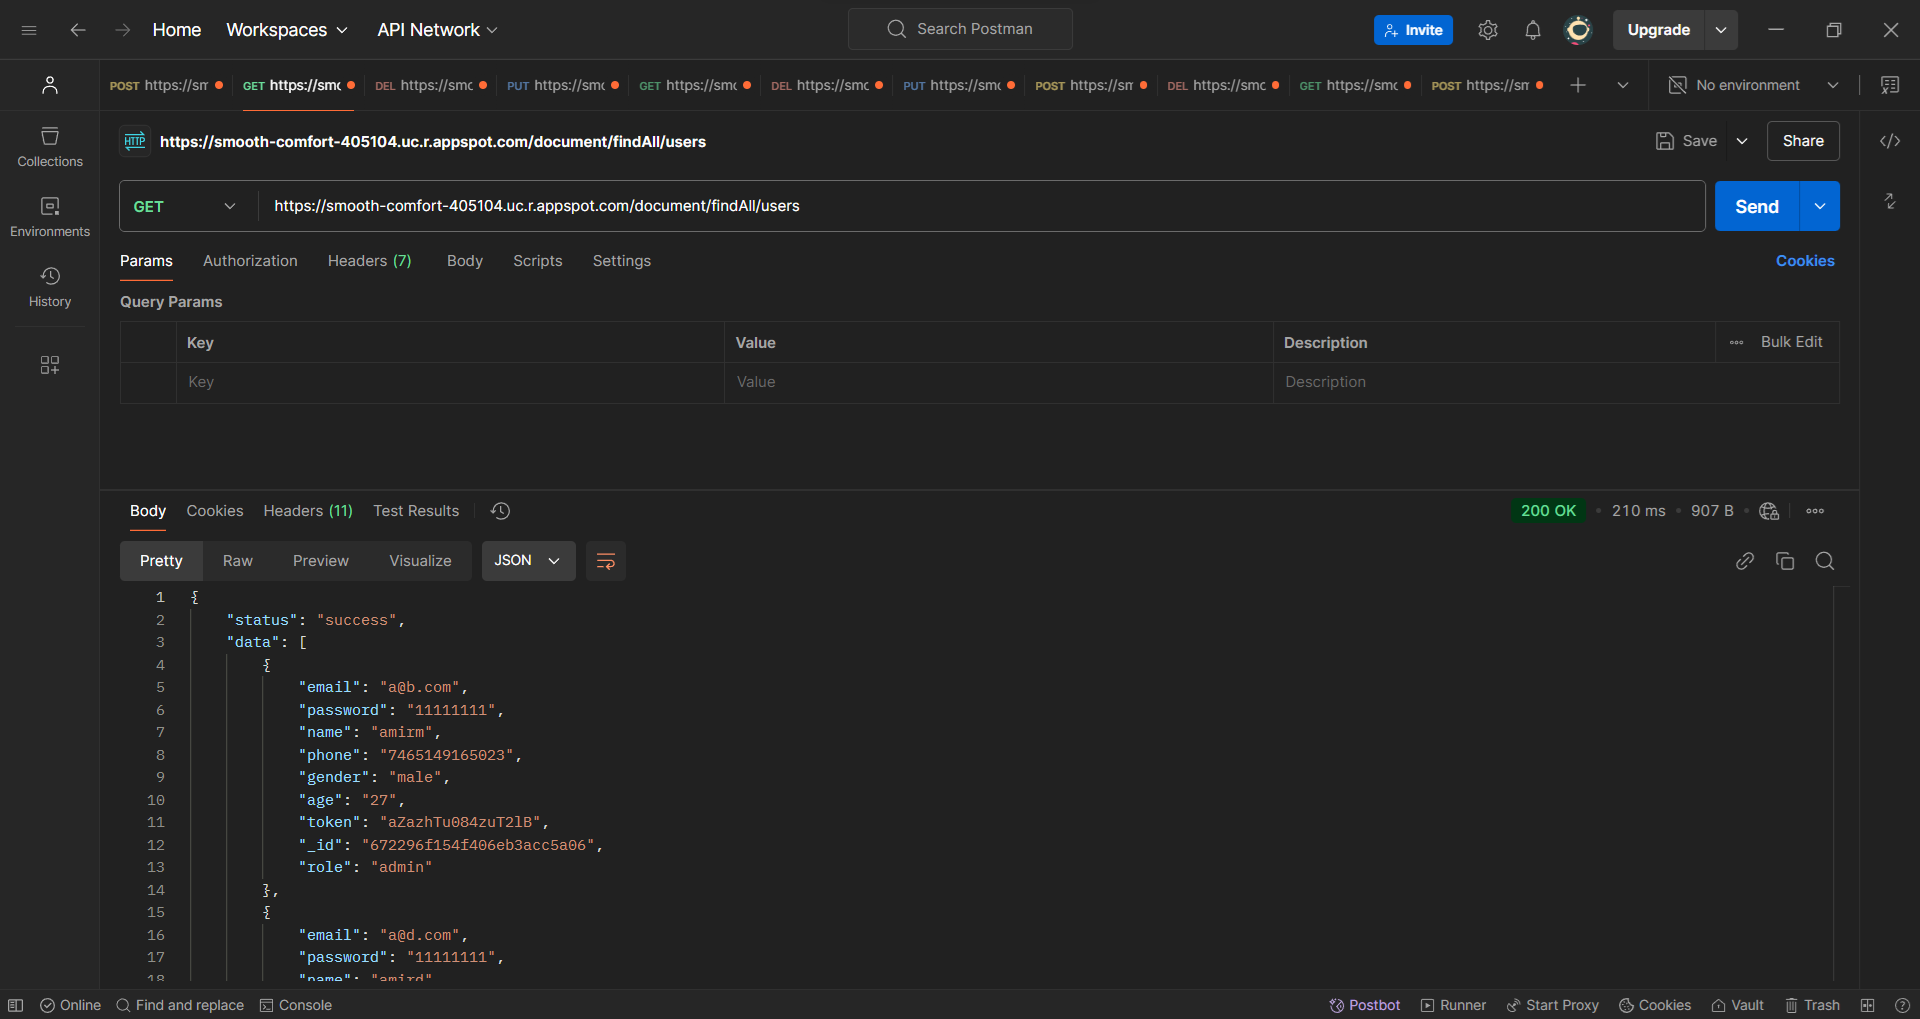 Home Workspaces API Network Search Postman Invite Upgrade
POST https://sm GET https://smc DEL https://smc PUT https://smc GET https://smc DEL https://smc PUT https://smc POST https://sm DEL https://smc GET https://smc POST https://sm No environment
HTTP https://smooth-comfort-405104.uc.r.appspot.com/document/findAll/users Save Share
Collections
Environments
History
GET https://smooth-comfort-405104.uc.r.appspot.com/document/findAll/users Send
Params Authorization Headers (7) Body Scripts Settings Cookies
Query Params
Key Value Description Bulk Edit
Key Value Description
Body Cookies Headers (11) Test Results 200 OK 210 ms 907 B
Pretty Raw Preview Visualize JSON
1 {
2 "status": "success",
3 "data": [
4 {
5 "email": "a@b.com",
6 "password": "11111111",
7 "name": "amirm",
8 "phone": "7465149165023",
9 "gender": "male",
10 "age": "27",
11 "token": "aZazhTu084zuT2lB",
12 "_id": "672296f154f406eb3acc5a06",
13 "role": "admin"
14 },
15 {
16 "email": "a@d.com",
17 "password": "11111111",
18 "name": "amird"
Online Find and replace Console Postbot Runner Start Proxy Cookies Vault Trash